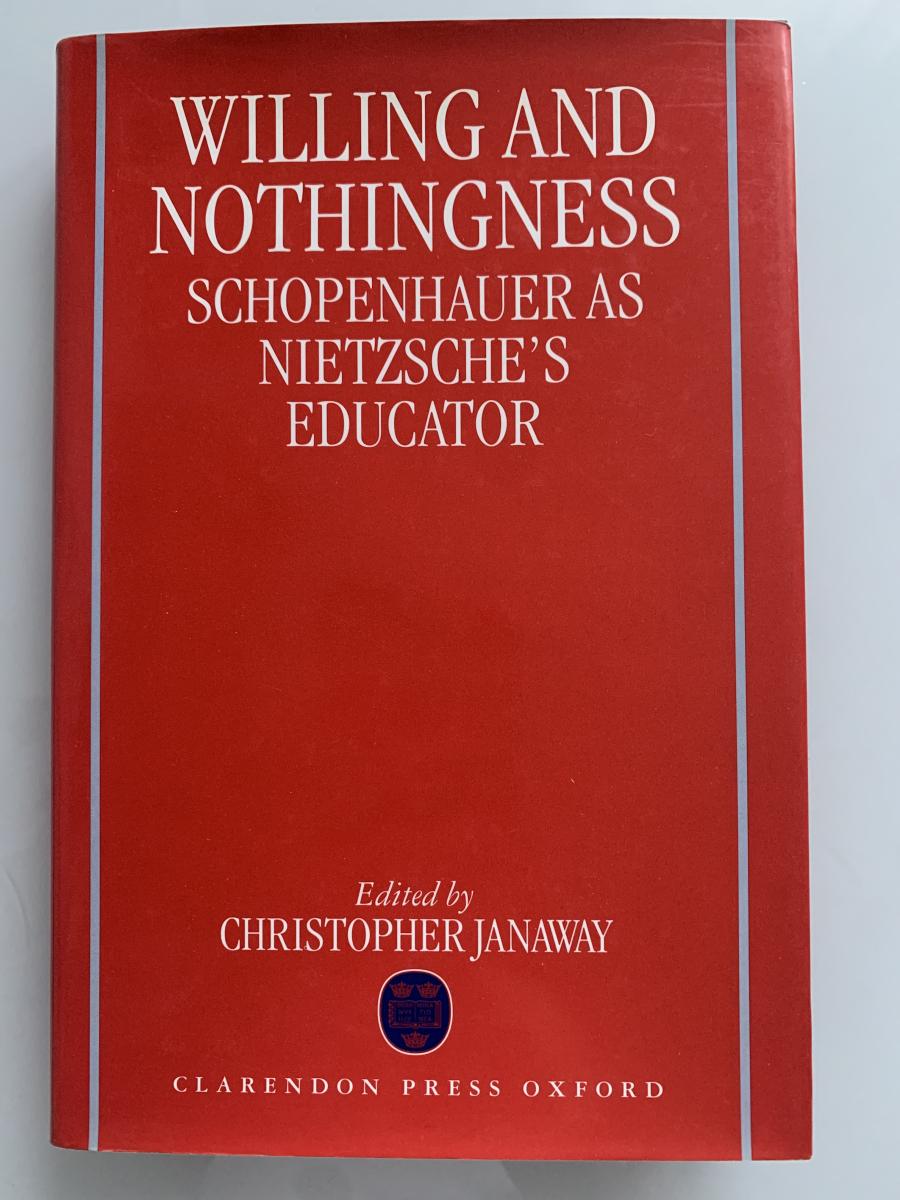 WILLING AND
NOTHINGNESS
SCHOPENHAUER AS
NIETZSCHE'S
EDUCATOR
Edited by
CHRISTOPHER JANAWAY
CLARENDON PRESS OXFORD